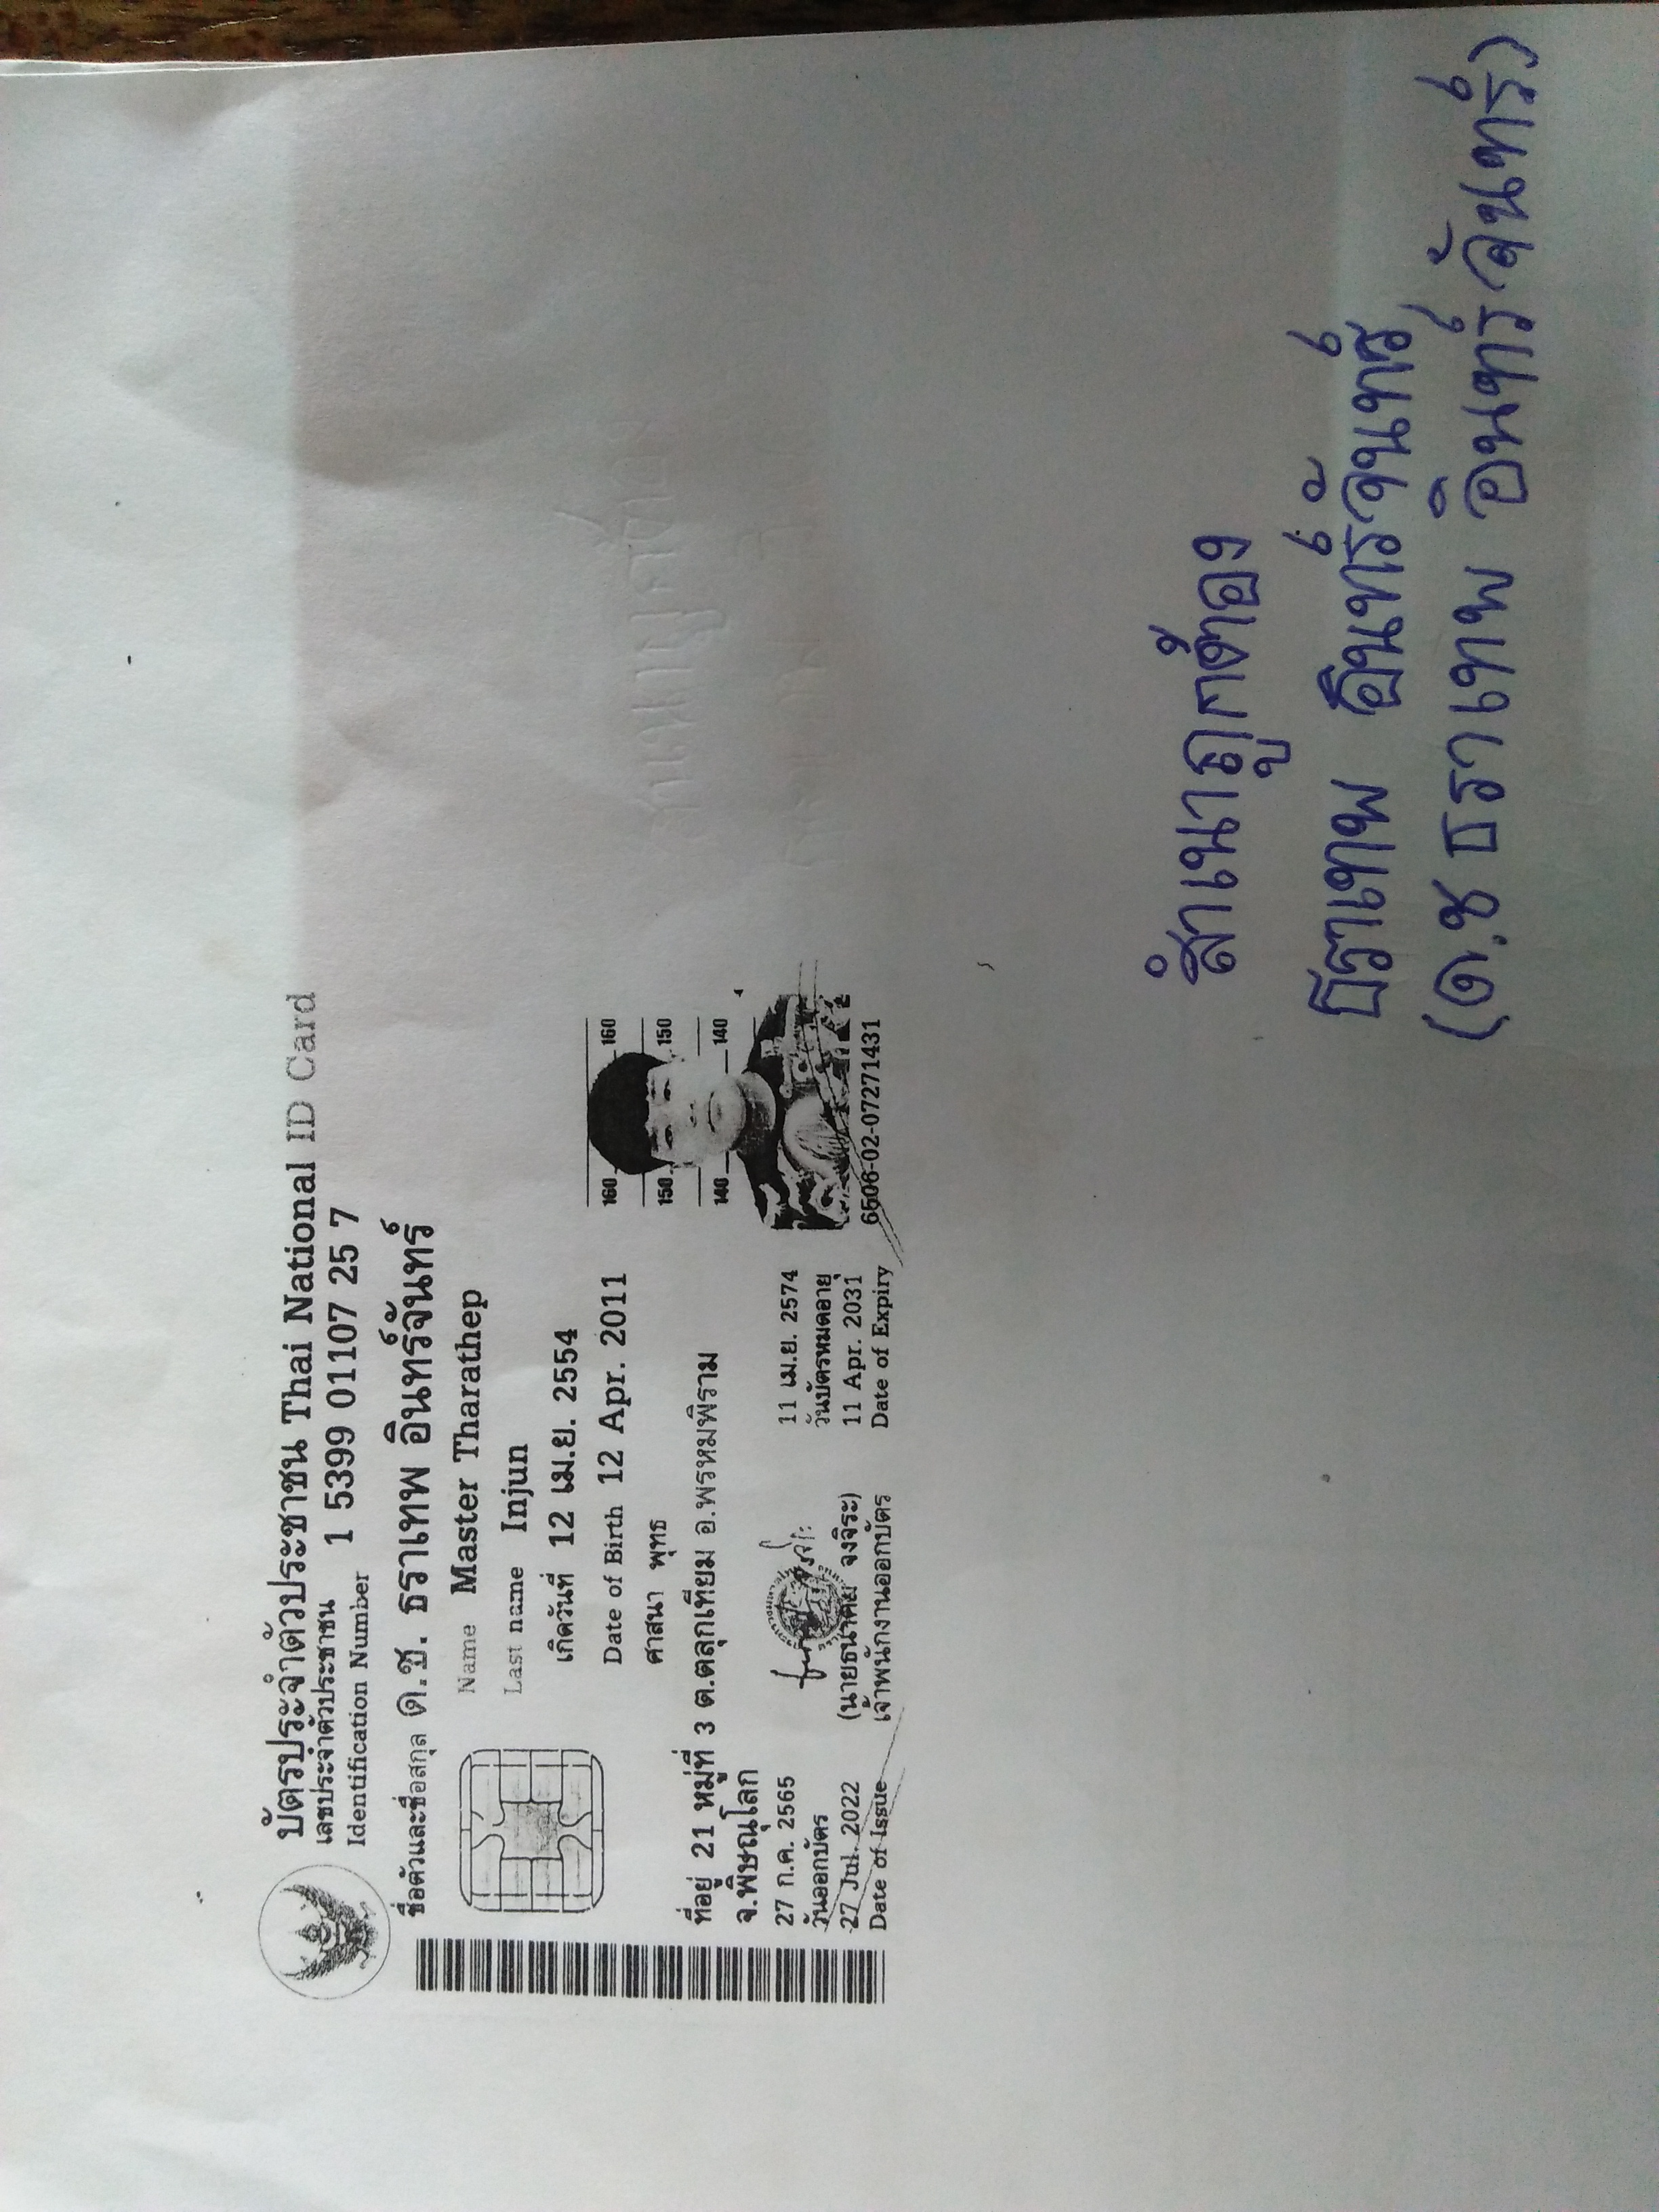 บัตรประจำตัวประชาชน Thai National ID Card
เลขประจำตัวประชาชน 1 5399 01107 25 7
Identification Number
ชื่อตัวและชื่อสกุล ด.ช. ธราเทพ อินทร์จันทร์
Name Master Tharathep
Last name Injun
เกิดวันที่ 12 เม.ย. 2554
Date of Birth 12 Apr. 2011
ศาสนา พุทธ
ที่อยู่ 21 หมู่ที่ 3 ต.ตลุกเทียม อ.พรหมพิราม
จ.พิษณุโลก
27 ก.ค. 2565
วันออกบัตร
27 Jul. 2022
Date of Issue
(นายธนาคม จงจิระ)
เจ้าพนักงานออกบัตร
11 เม.ย. 2574
วันบัตรหมดอายุ
11 Apr. 2031
Date of Expiry
160 160
150 150
140 140
6506-02-07271431
สำเนาถูกต้อง
ธราเทพ อินทร์จันทร์
(ด.ช ธราเทพ อินทร์จันทร์)